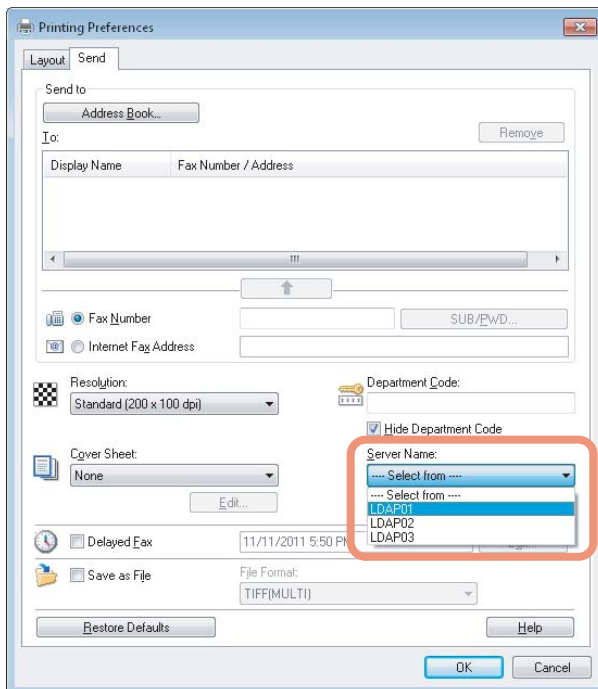 Printing Preferences
Layout Send
Send to
Address Book...
To:
Remove
Display Name Fax Number / Address
Fax Number
SUB/PWD...
Internet Fax Address
Resolution:
Standard (200 x 100 dpi)
Department Code:
Hide Department Code
Cover Sheet:
None
Edit...
Server Name:
---- Select from ----
---- Select from ----
LDAP01
LDAP02
LDAP03
Delayed Fax
11/11/2011 5:50 PM
Save as File
File Format:
TIFF(MULTI)
Restore Defaults
Help
OK Cancel